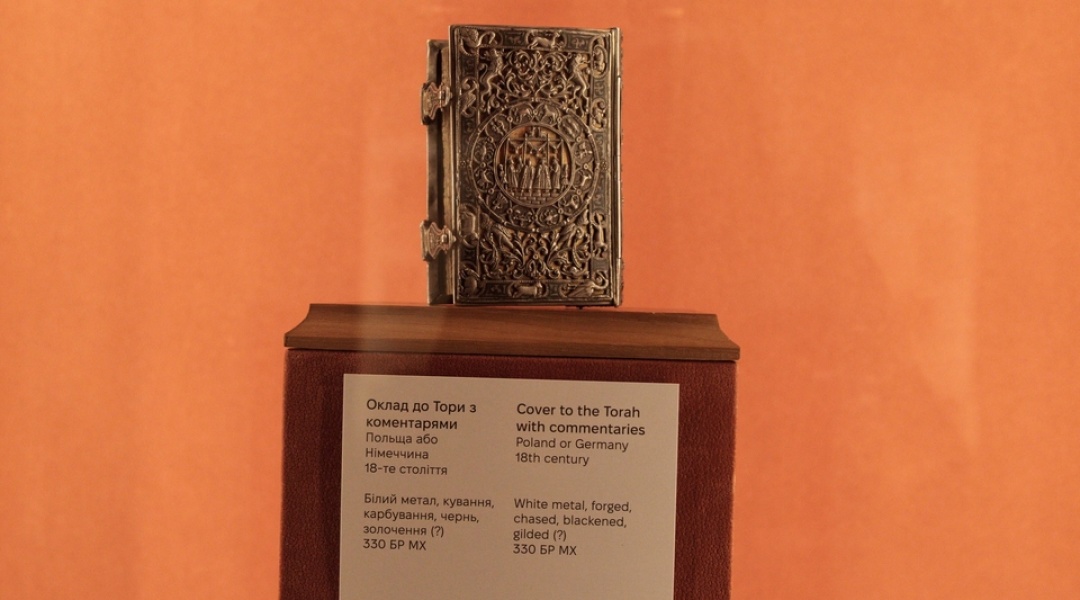 Оклад до Тори з
коментарями
Польща або
Німеччина
18-те століття
Білий метал, кування,
карбування, чернь,
золочення (?)
330 БР МХ
Cover to the Torah
with commentaries
Poland or Germany
18th century
White metal, forged,
chased, blackened,
gilded (?)
330 БР МХ